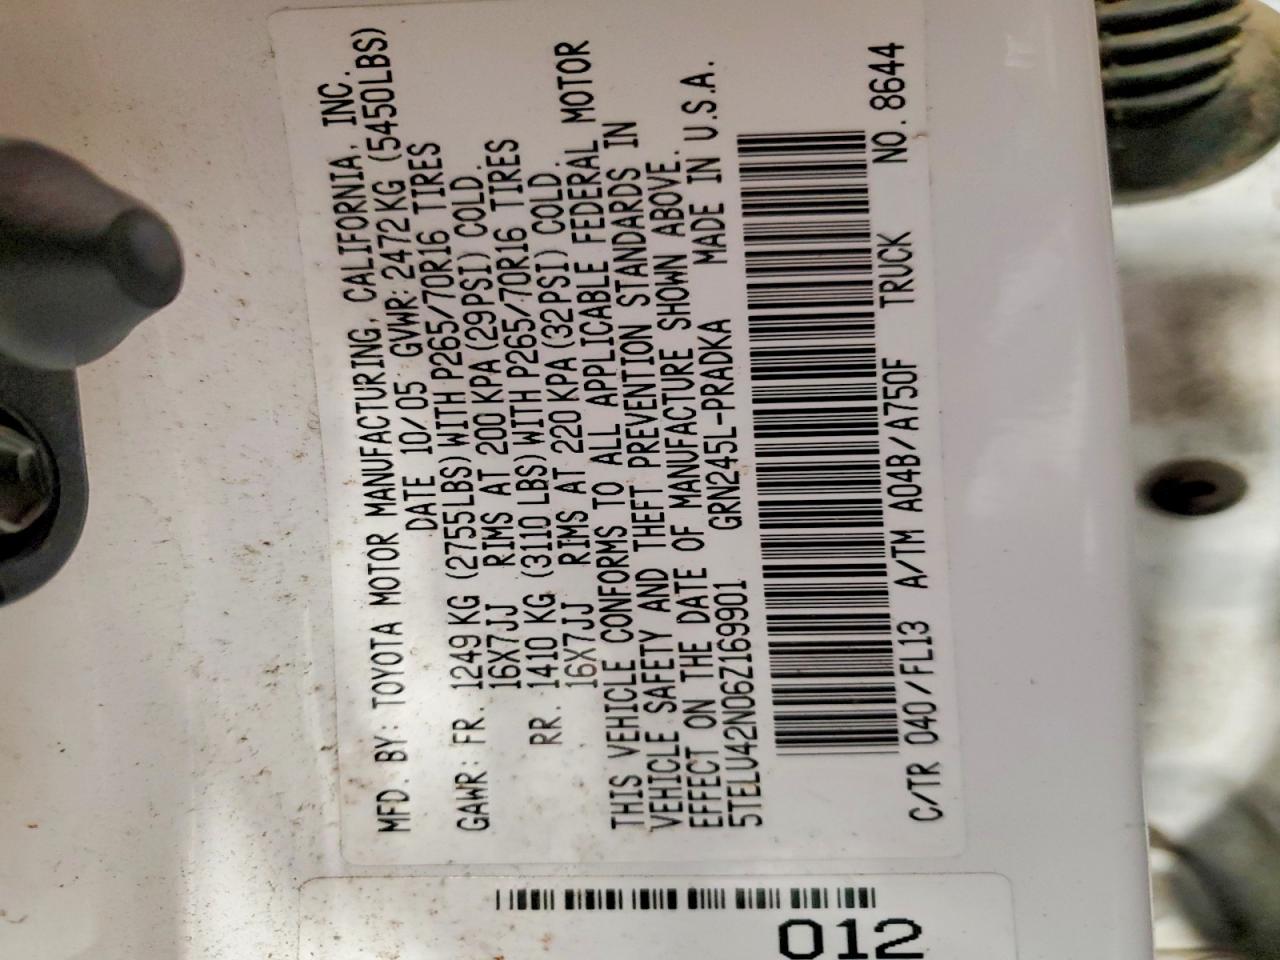 MFD. BY: TOYOTA MOTOR MANUFACTURING, CALIFORNIA, INC.
DATE 10/05 GVWR: 2472KG (5450LBS)
GAWR: FR. 1249KG (2755LBS) WITH P265/70R16 TIRES
16X7JJ RIMS AT 200 KPA (29PSI) COLD.
RR. 1410 KG (3110 LBS) WITH P265/70R16 TIRES
16X7JJ RIMS AT 220 KPA (32PSI) COLD.
THIS VEHICLE CONFORMS TO ALL APPLICABLE FEDERAL MOTOR
VEHICLE SAFETY AND THEFT PREVENTION STANDARDS IN
EFFECT ON THE DATE OF MANUFACTURE SHOWN ABOVE.
5TELU42N06Z169901 GRN245L-PRADKA MADE IN U.S.A.
C/TR 040/FL13 A/TM A04B/A750F TRUCK NO. 8644
012